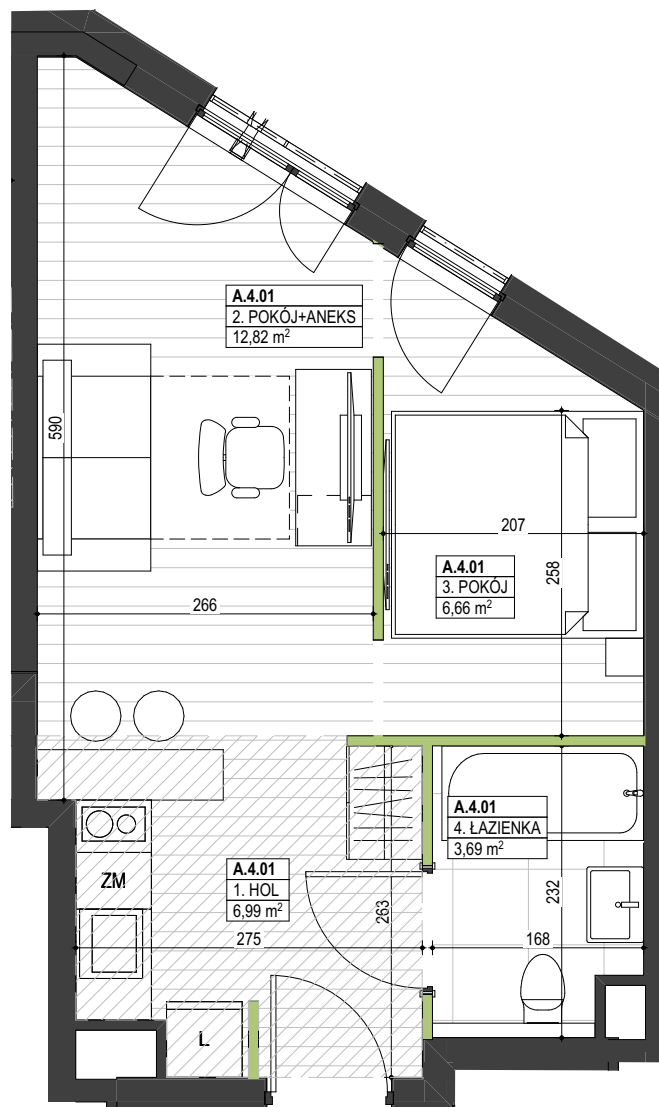 A.4.01
2. POKÓJ+ANEKS
12,82 m²
590
207
A.4.01
3. POKÓJ
6,66 m²
258
266
A.4.01
4. ŁAZIENKA
3,69 m²
ZM
A.4.01
1. HOL
6,99 m²
263
232
275
168
L